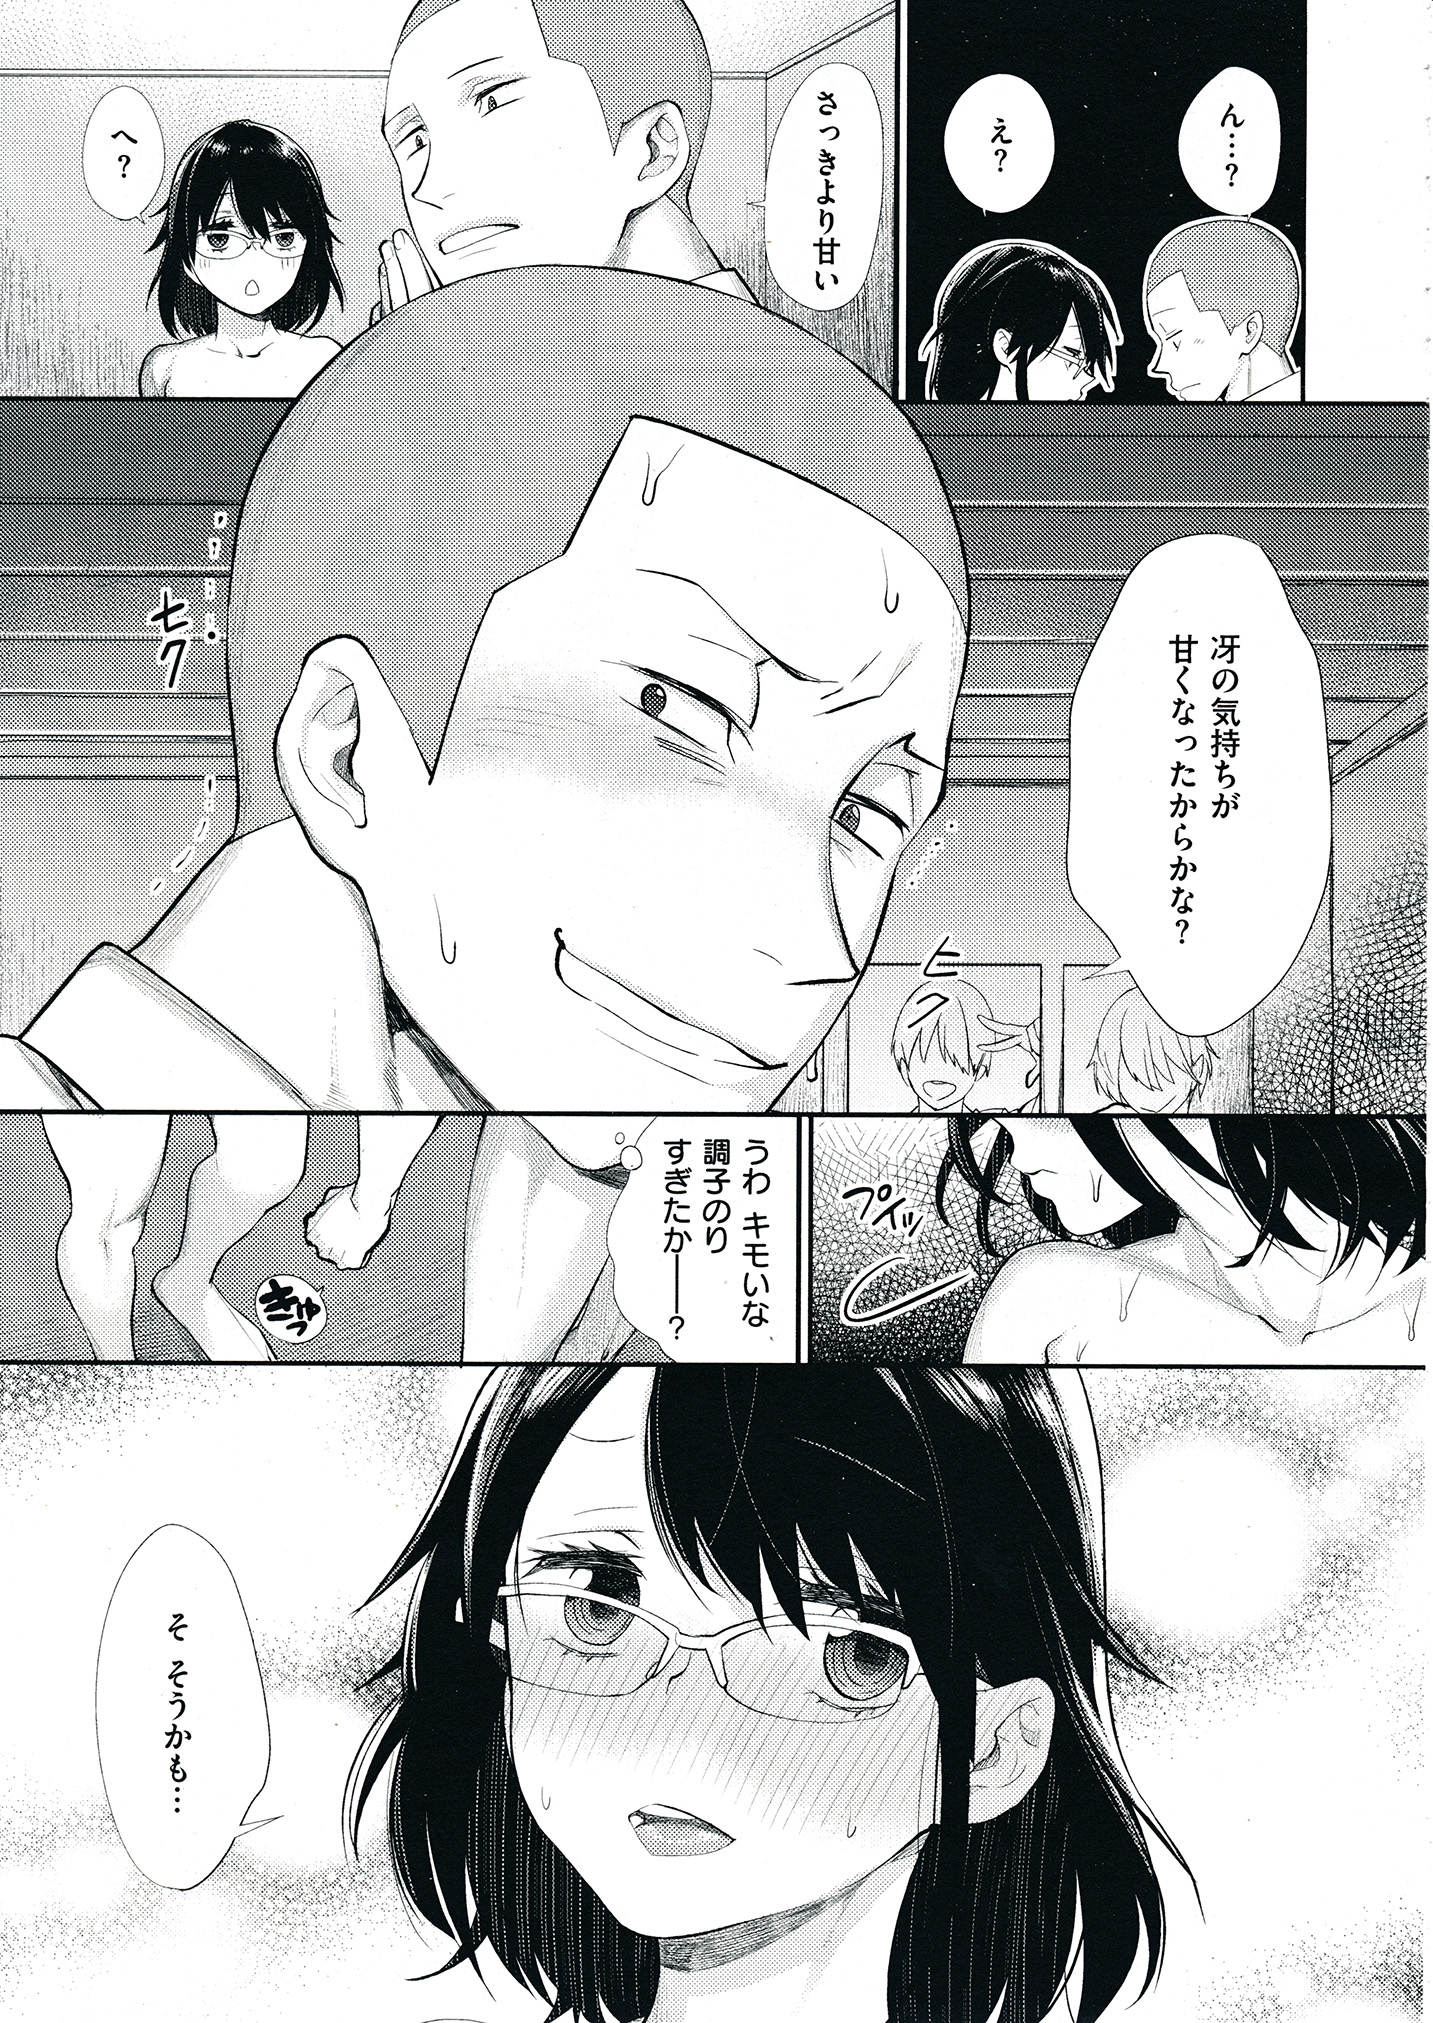 ん…？
え？
さっきより甘い
へ？
冴の気持ちが
甘くなったからかな？
ヒク
ヒク
プイッ
うわ キモいな
調子のり
すぎたか――？
きゅっ
そ そうかも…